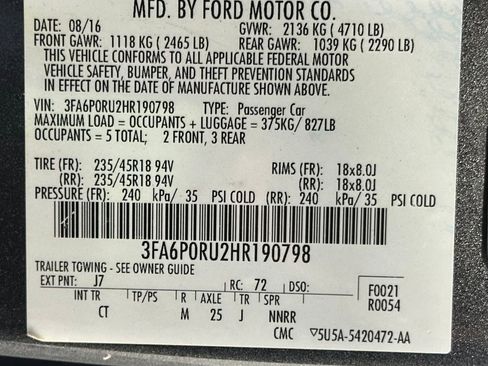 MFD. BY FORD MOTOR CO.
DATE: 08/16 GVWR: 2136 KG ( 4710 LB)
FRONT GAWR: 1118 KG ( 2465 LB) REAR GAWR: 1039 KG ( 2290 LB)
THIS VEHICLE CONFORMS TO ALL APPLICABLE FEDERAL MOTOR
VEHICLE SAFETY, BUMPER, AND THEFT PREVENTION STANDARDS
IN EFFECT ON THE DATE OF MANUFACTURE SHOWN ABOVE.
VIN: 3FA6P0RU2HR190798 TYPE: Passenger Car
MAXIMUM LOAD = OCCUPANTS + LUGGAGE = 375KG/ 827LB
OCCUPANTS = 5 TOTAL; 2 FRONT, 3 REAR
TIRE (FR): 235/45R18 94V RIMS (FR): 18x8.0J
(RR): 235/45R18 94V (RR): 18x8.0J
PRESSURE (FR): 240 kPa/ 35 PSI COLD (RR): 240 kPa/ 35 PSI COLD
3FA6P0RU2HR190798
TRAILER TOWING - SEE OWNER GUIDE
EXT PNT: J7 RC: 72 DSO: F0021
INT TR TP/PS R AXLE TR SPR R0054
CT M 25 J NNRR
CMC ▽5U5A-5420472-AA